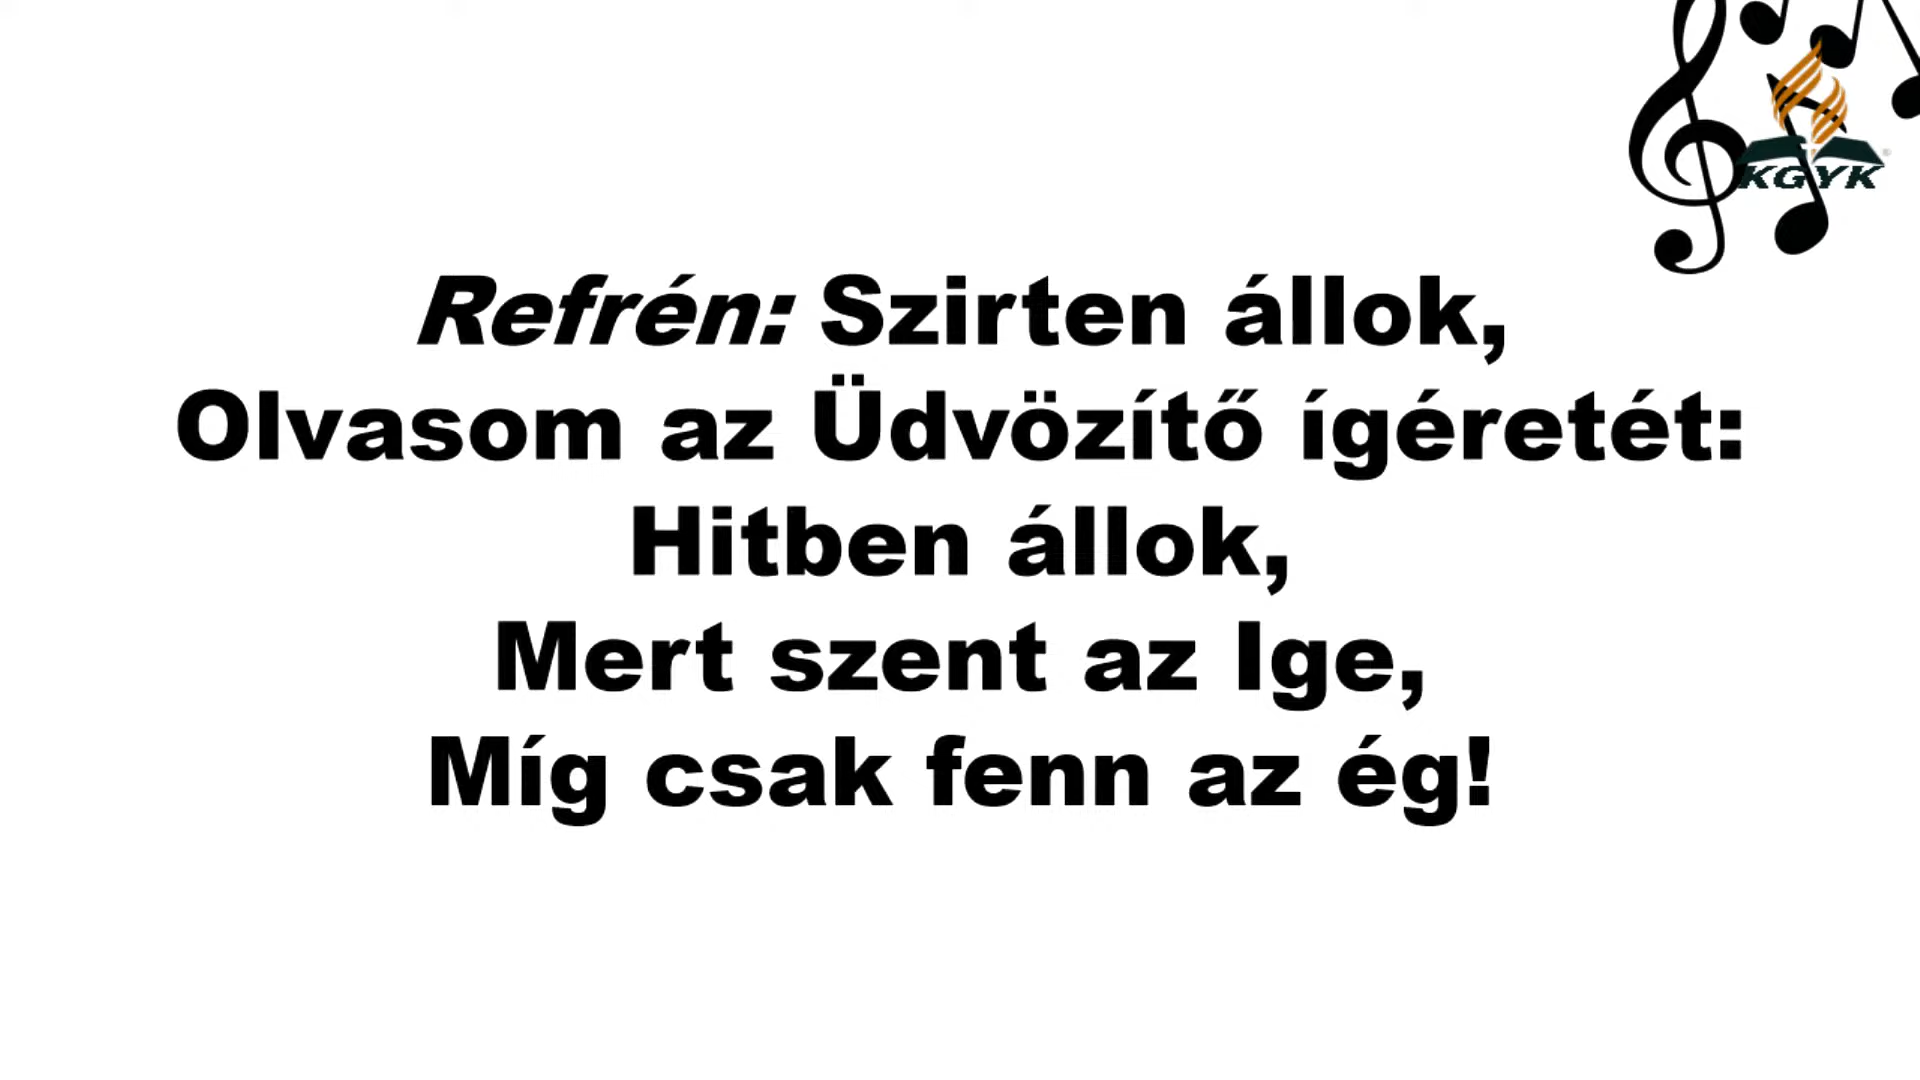 KGYK
Refrén: Szirten állok,
Olvasom az Üdvözítő ígéretét:
Hitben állok,
Mert szent az Ige,
Míg csak fenn az ég!